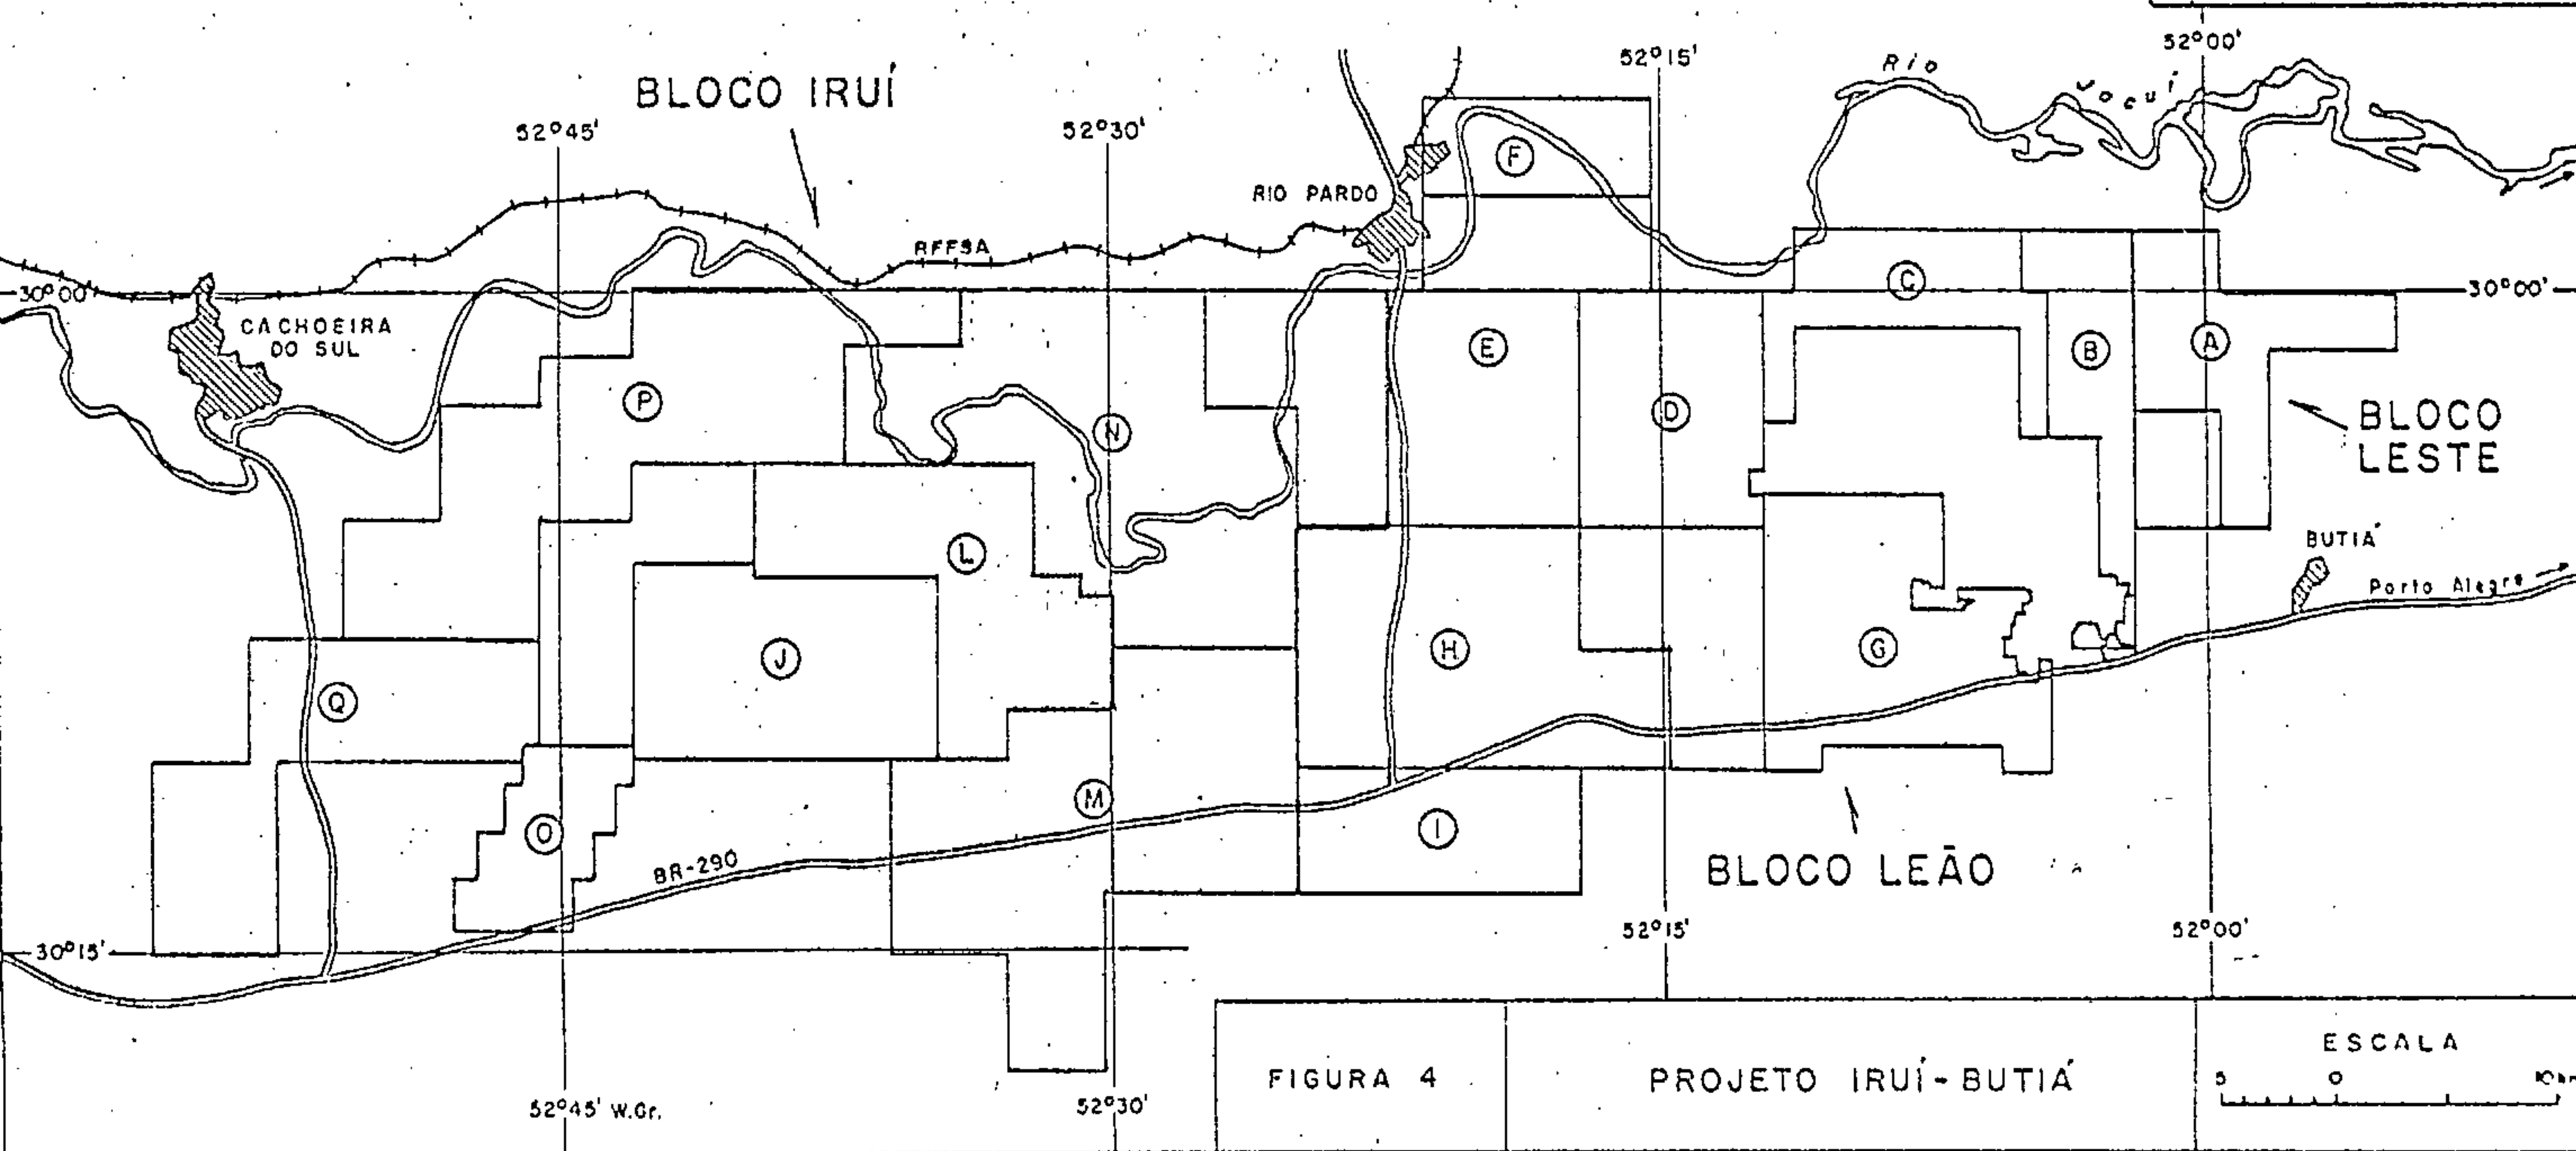 52°00'
52°15'
Rio
Jacuí
BLOCO IRUÍ
52°45'
52°30'
F
RIO PARDO
RFFSA
30°00'
C
30°00'
CACHOEIRA
DO SUL
E
B
A
P
D
N
BLOCO
LESTE
L
BUTIÁ
Porto Alegre
J
H
G
Q
M
O
I
BR-290
BLOCO LEÃO
52°15'
52°00'
30°15'
ESCALA
FIGURA 4
PROJETO IRUÍ-BUTIÁ
5 0 10km
52°45' W.Gr.
52°30'